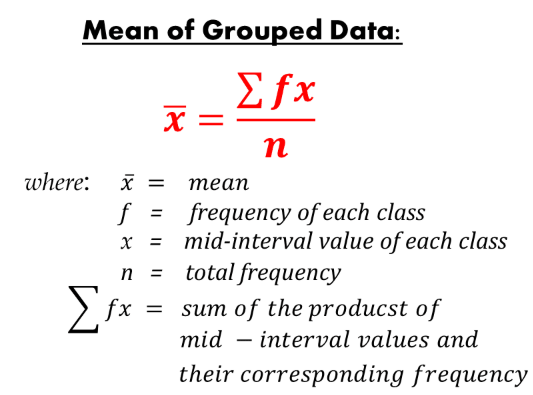 Mean of Grouped Data:
x̄ = ∑ fx / n
where: x̄ = mean
f = frequency of each class
x = mid-interval value of each class
n = total frequency
∑ fx = sum of the producst of
mid − interval values and
their corresponding frequency